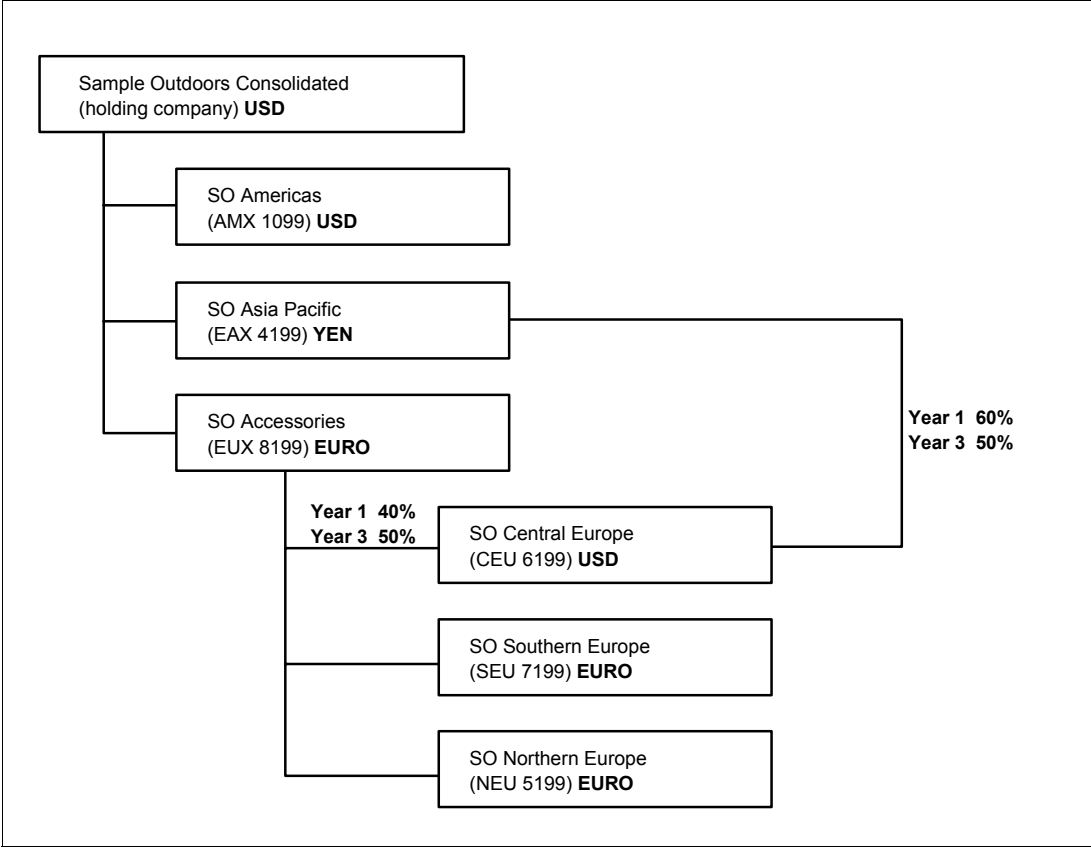 Sample Outdoors Consolidated
(holding company) USD
SO Americas
(AMX 1099) USD
SO Asia Pacific
(EAX 4199) YEN
SO Accessories
(EUX 8199) EURO
Year 1 60%
Year 3 50%
Year 1 40%
Year 3 50%
SO Central Europe
(CEU 6199) USD
SO Southern Europe
(SEU 7199) EURO
SO Northern Europe
(NEU 5199) EURO